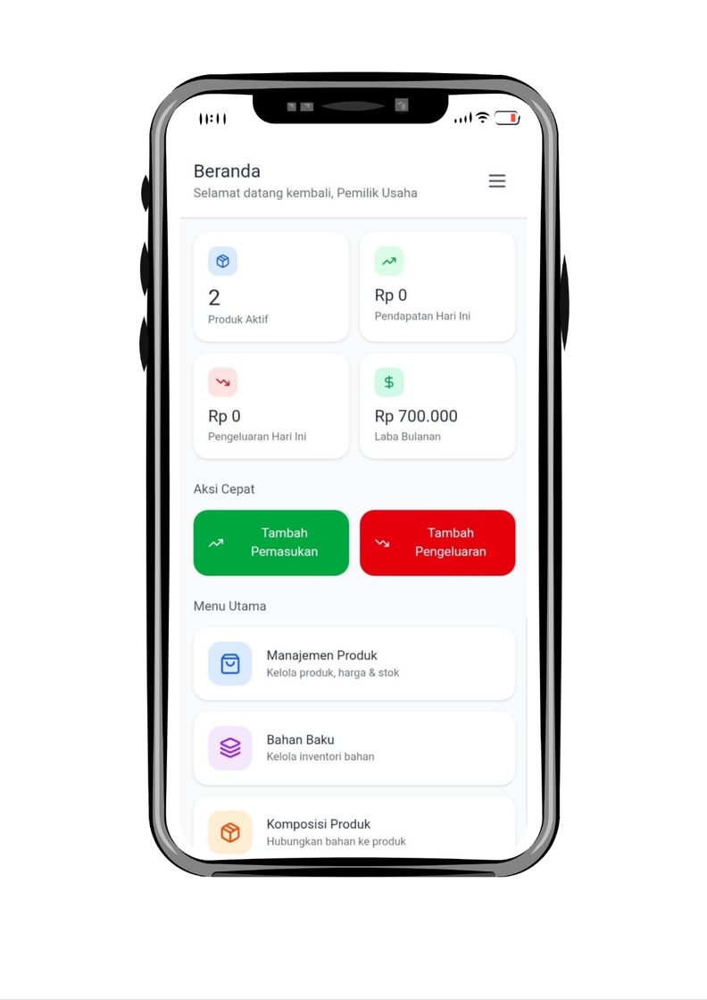 11:11
Beranda
Selamat datang kembali, Pemilik Usaha
2
Produk Aktif
Rp 0
Pendapatan Hari Ini
Rp 0
Pengeluaran Hari Ini
Rp 700.000
Laba Bulanan
Aksi Cepat
Tambah
Pemasukan
Tambah
Pengeluaran
Menu Utama
Manajemen Produk
Kelola produk, harga & stok
Bahan Baku
Kelola inventori bahan
Komposisi Produk
Hubungkan bahan ke produk